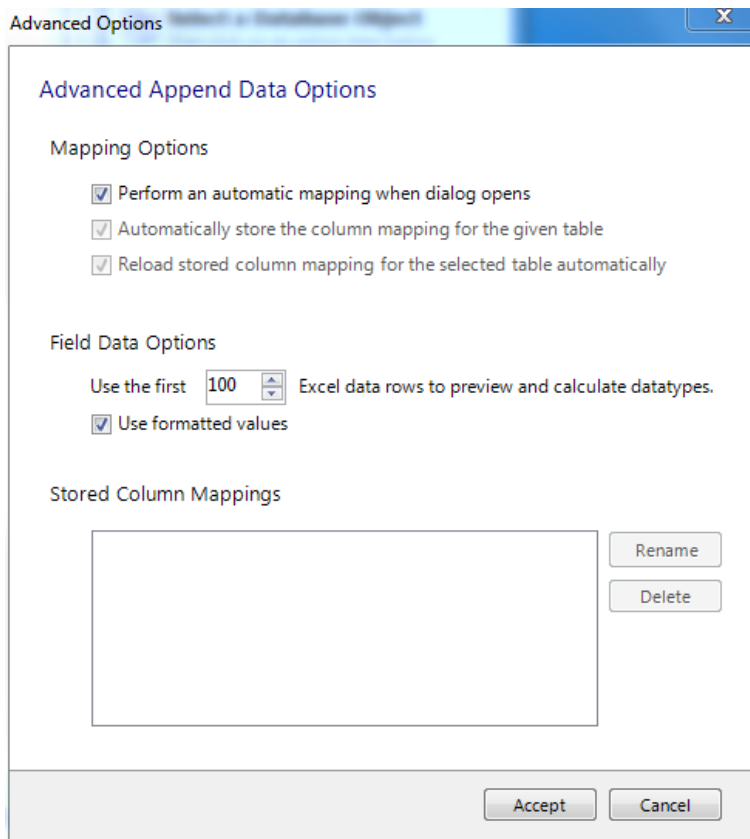 Select a Database Object
Advanced Options
X
Advanced Append Data Options
Mapping Options
Perform an automatic mapping when dialog opens
Automatically store the column mapping for the given table
Reload stored column mapping for the selected table automatically
Field Data Options
Use the first 100 Excel data rows to preview and calculate datatypes.
Use formatted values
Stored Column Mappings
Rename
Delete
Accept Cancel